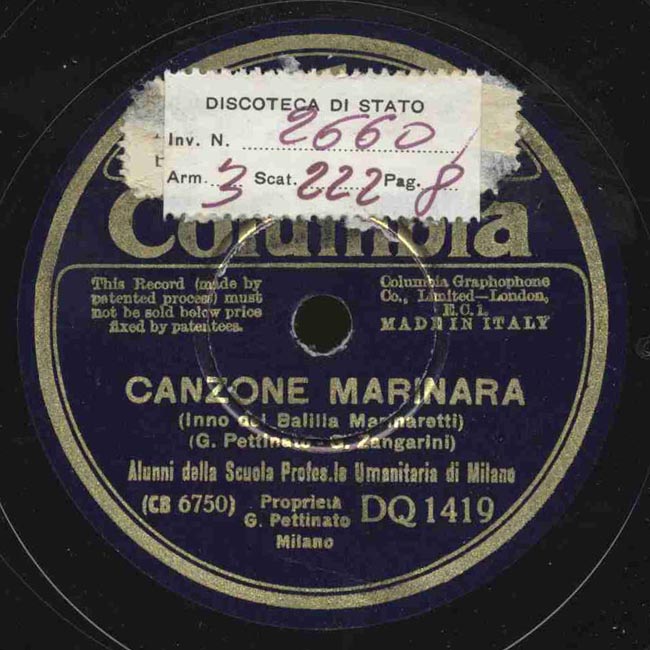 DISCOTECA DI STATO
Inv. N. 2660
Arm. 3 Scat. 222 Pag. 8
Columbia
This Record (made by
patented process) must
not be sold below price
fixed by patentees.
Columbia Graphophone
Co., Limited—London,
E.C.1.
MADE IN ITALY
CANZONE MARINARA
(Inno dei Balilla Marinaretti)
(G. Pettinato - C. Zangarini)
Alunni della Scuola Profes.le Umanitaria di Milano
(CB 6750)
Proprietà
G. Pettinato
Milano
DQ 1419